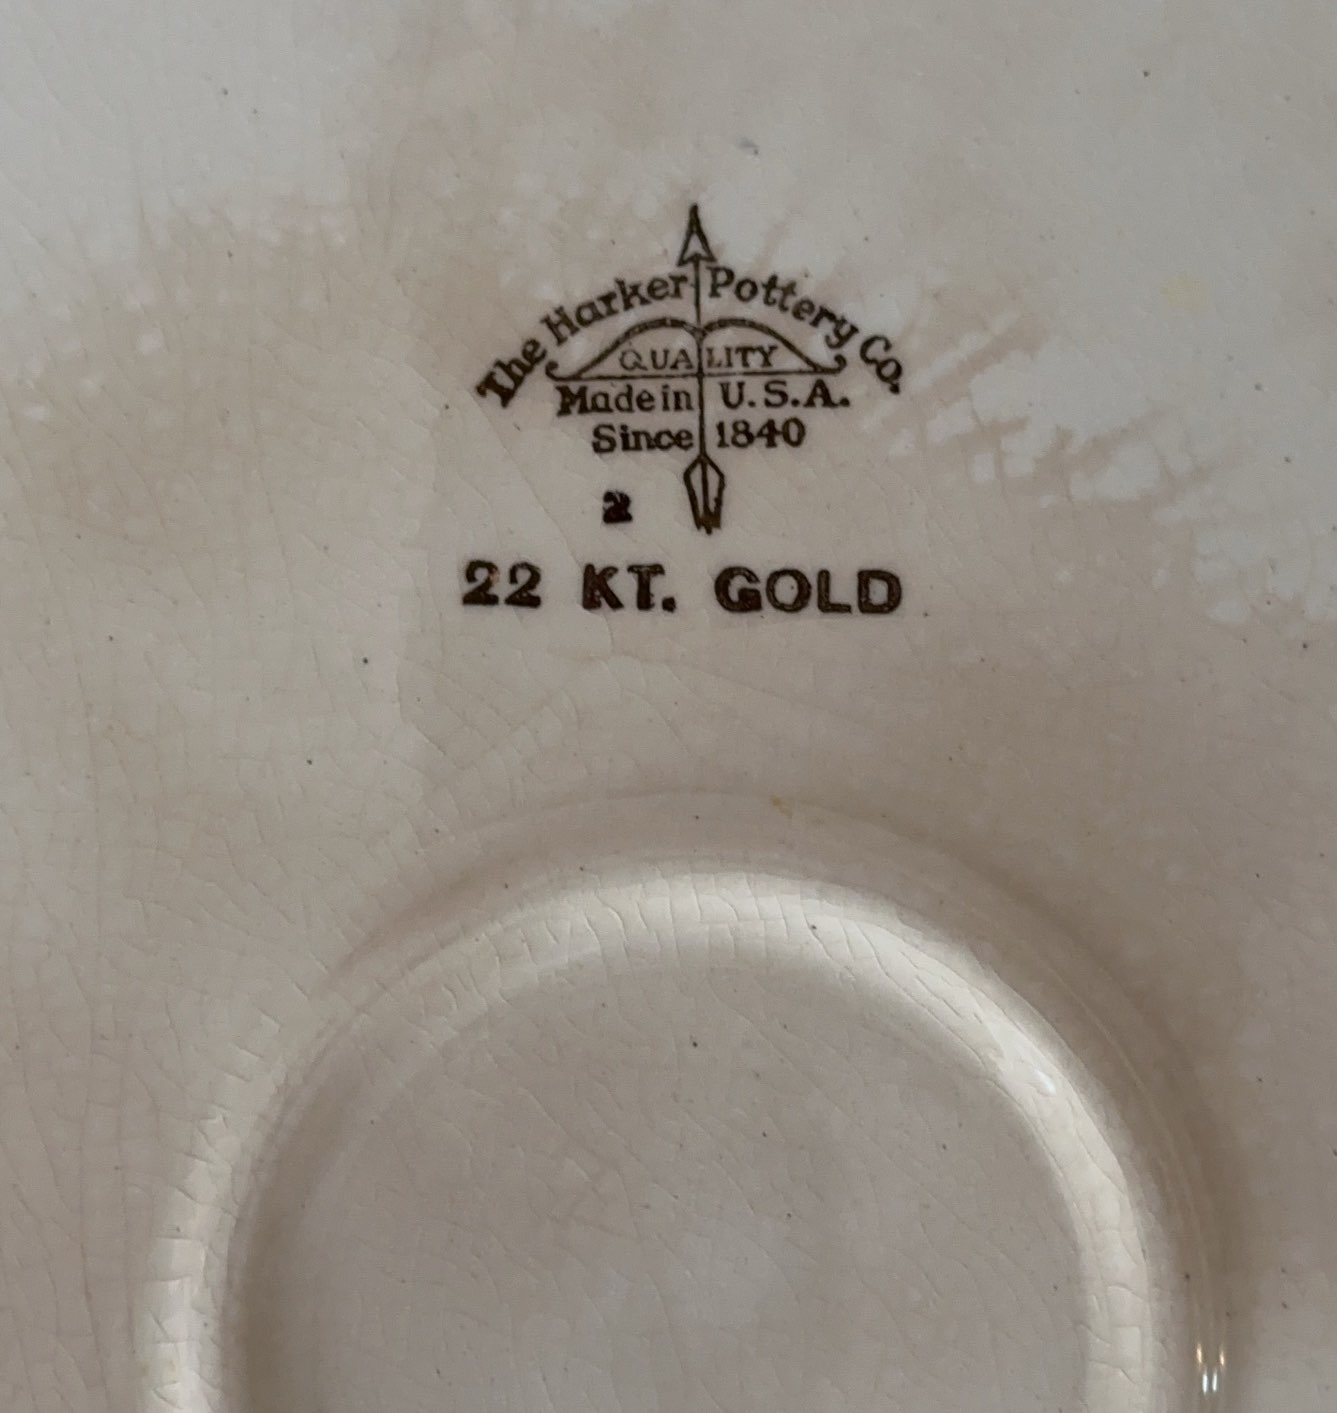 The Harker Pottery Co.
QUALITY
Made in U.S.A.
Since 1840
2
22 KT. GOLD